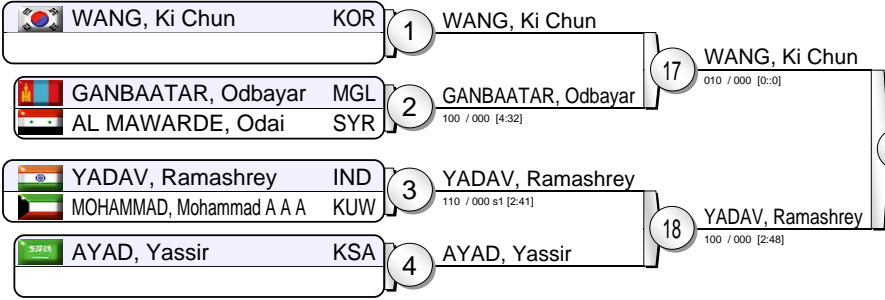 WANG, Ki Chun KOR
1
WANG, Ki Chun
17
WANG, Ki Chun
010 / 000 [0::0]
GANBAATAR, Odbayar MGL
AL MAWARDE, Odai SYR
2
GANBAATAR, Odbayar
100 / 000 [4:32]
YADAV, Ramashrey IND
MOHAMMAD, Mohammad A A A KUW
3
YADAV, Ramashrey
110 / 000 s1 [2:41]
18
YADAV, Ramashrey
100 / 000 [2:48]
AYAD, Yassir KSA
4
AYAD, Yassir